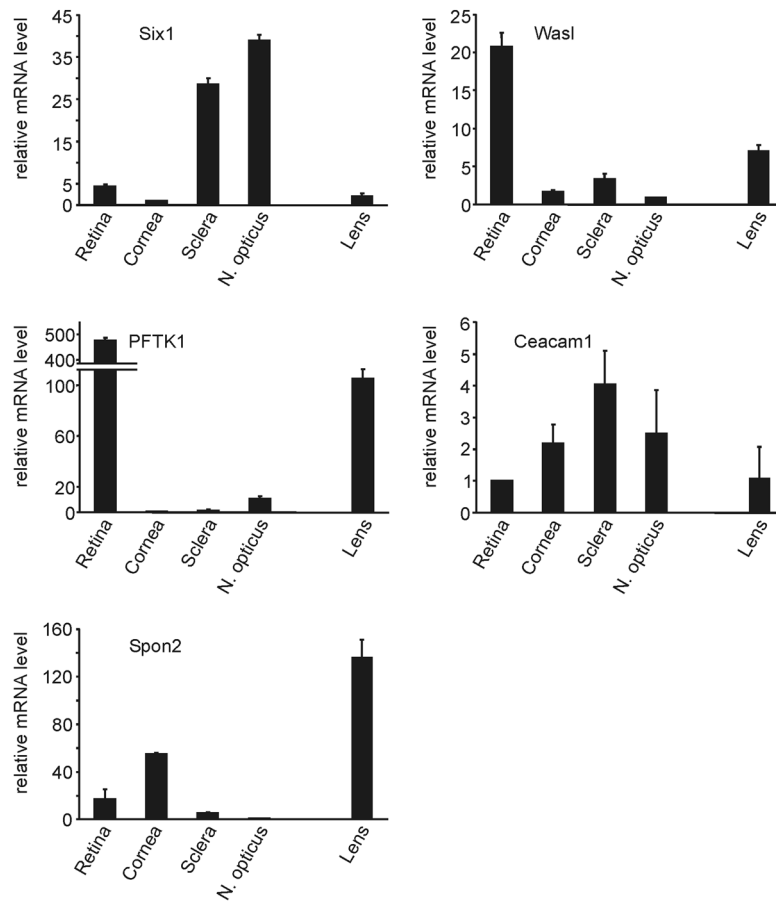 Six1
relative mRNA level
45
35
25
15
5
0
Retina
Cornea
Sclera
N. opticus
Lens
Wasl
relative mRNA level
25
20
15
10
5
0
Retina
Cornea
Sclera
N. opticus
Lens
PFTK1
relative mRNA level
500
400
100
60
20
0
Retina
Cornea
Sclera
N. opticus
Lens
Ceacam1
relative mRNA level
6
5
4
3
2
1
0
Retina
Cornea
Sclera
N. opticus
Lens
Spon2
relative mRNA level
160
120
80
40
0
Retina
Cornea
Sclera
N. opticus
Lens